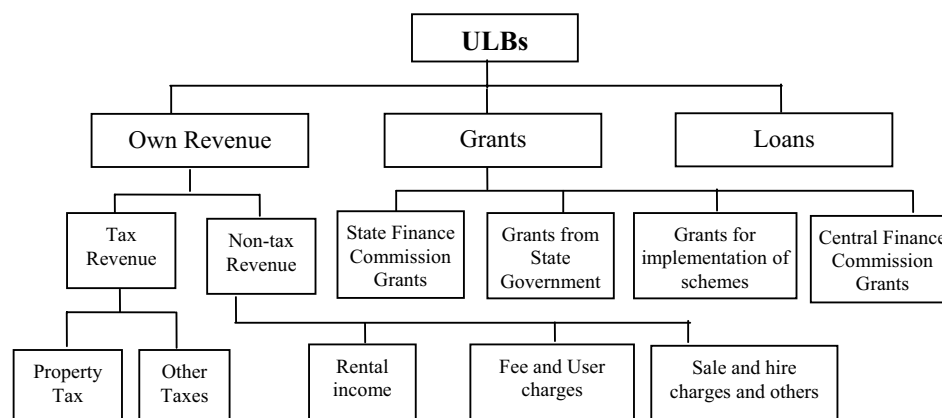 ULBs
Own Revenue
Grants
Loans
Tax
Revenue
Non-tax
Revenue
State Finance
Commission
Grants
Grants from
State
Government
Grants for
implementation of
schemes
Central Finance
Commission
Grants
Property
Tax
Other
Taxes
Rental
income
Fee and User
charges
Sale and hire
charges and others